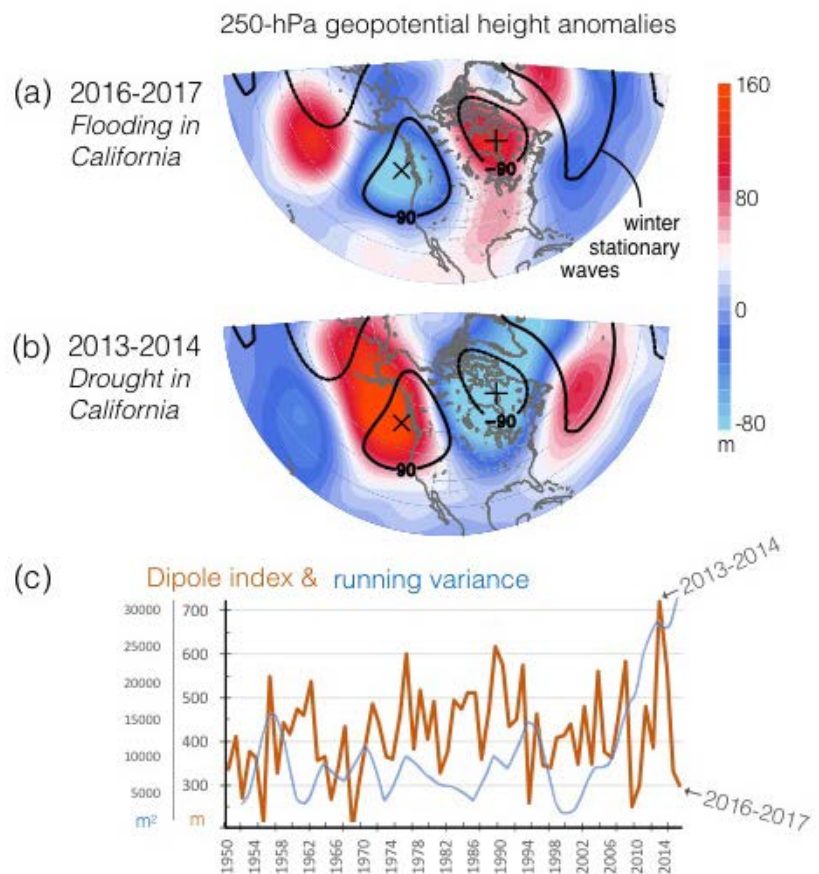 250-hPa geopotential height anomalies
(a) 2016-2017
Flooding in
California
90
-90
winter
stationary
waves
160
80
0
-80
m
(b) 2013-2014
Drought in
California
90
-90
(c)
Dipole index & running variance
←2013-2014
30000 700
25000 600
20000 500
15000
10000 400
5000 300
m² m
←2016-2017
1950 1954 1958 1962 1966 1970 1974 1978 1982 1986 1990 1994 1998 2002 2006 2010 2014